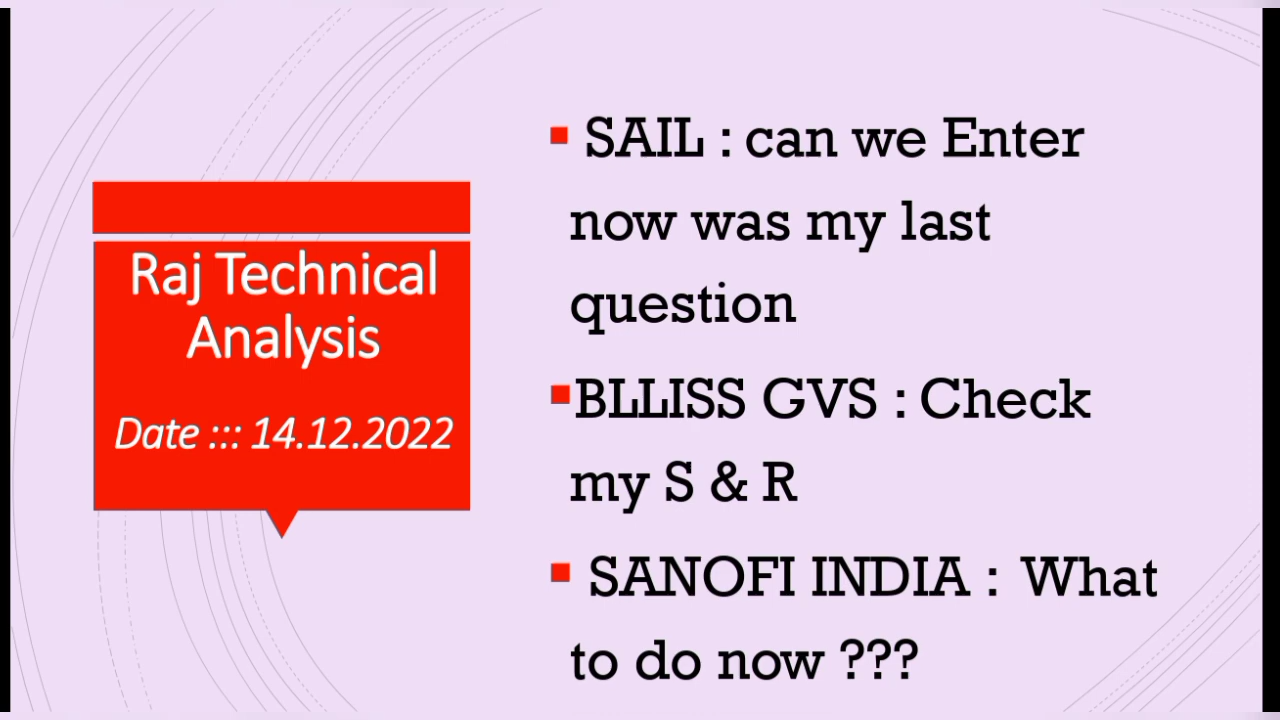 Raj Technical
Analysis
Date ::: 14.12.2022
SAIL : can we Enter
now was my last
question
BLLISS GVS : Check
my S & R
SANOFI INDIA : What
to do now ???